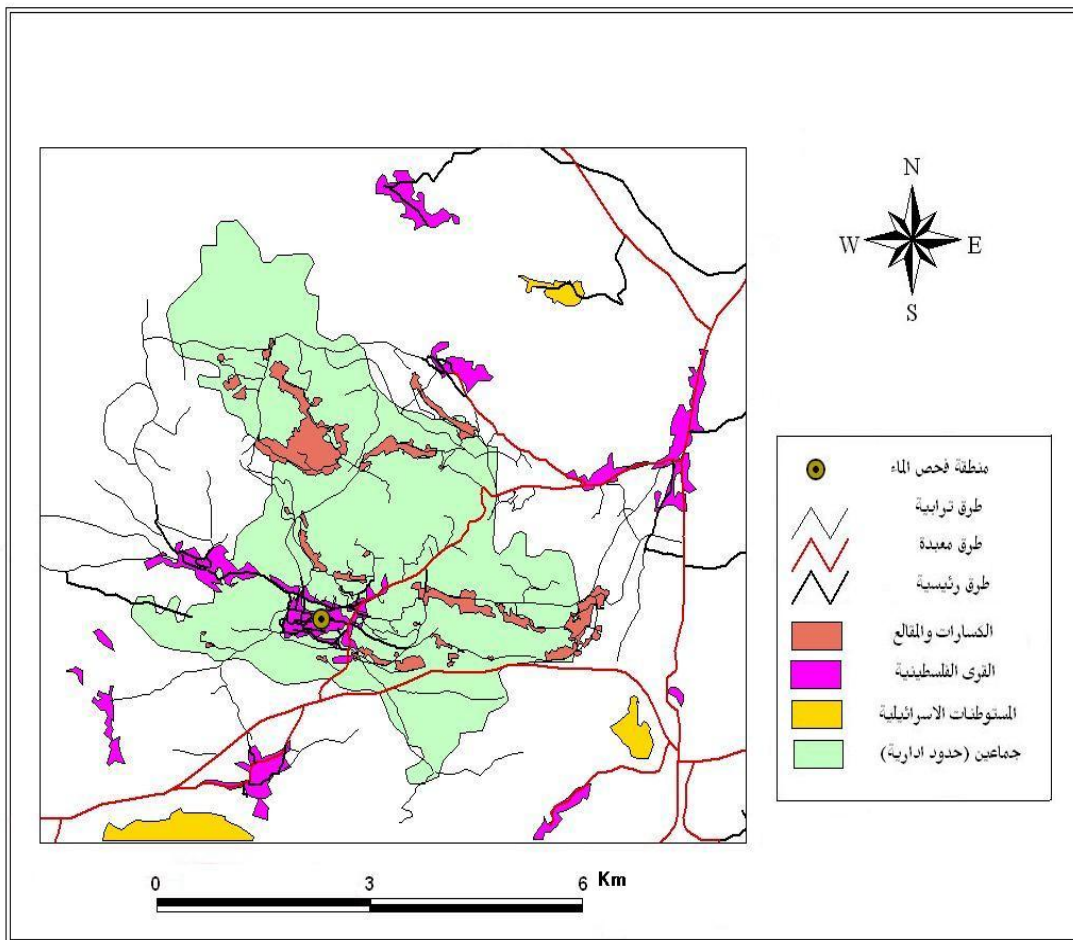 N
W E
S
منطقة فحص الماء
طرق ترابية
طرق معبدة
طرق رئيسية
الكسارات والمقالع
القرى الفلسطينية
المستوطنات الاسرائيلية
جماعين (حدود ادارية)
0 3 6 Km